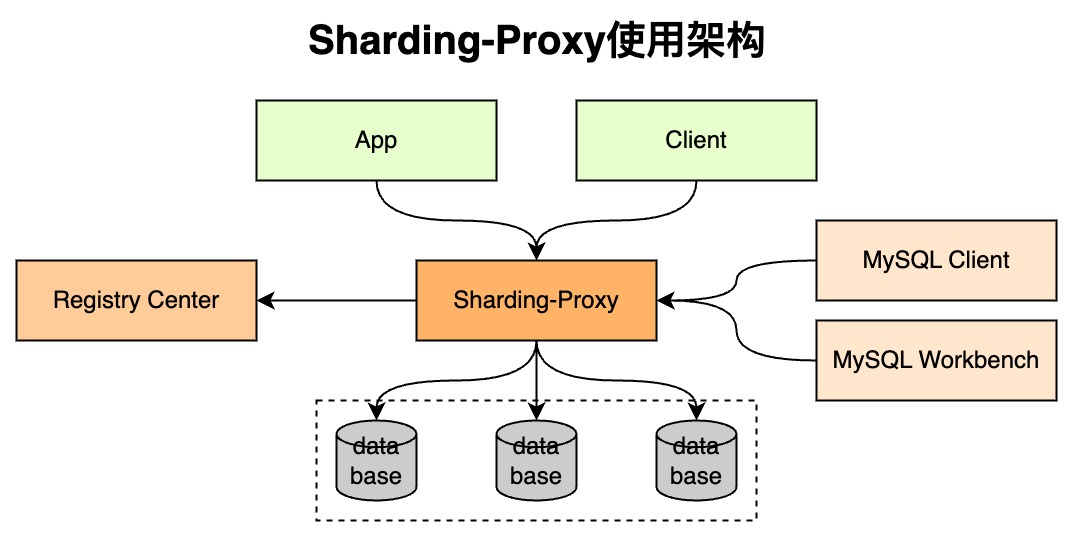 Sharding-Proxy使用架构
App
Client
MySQL Client
Registry Center
Sharding-Proxy
MySQL Workbench
data
base
data
base
data
base